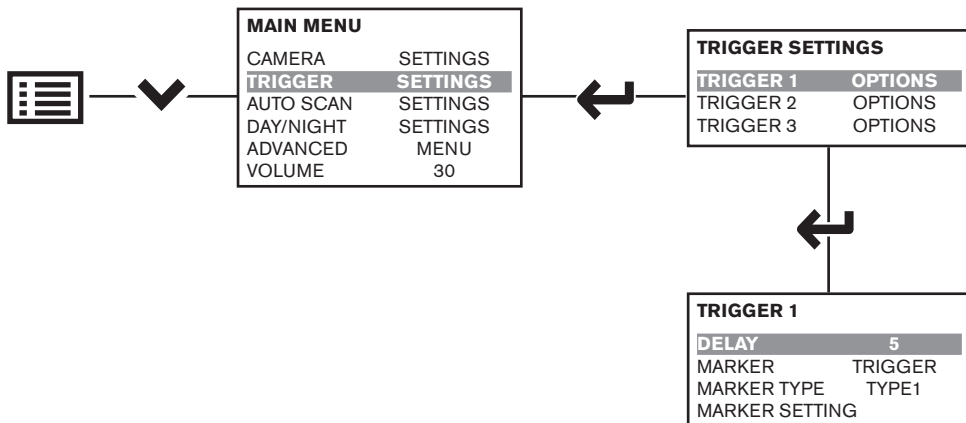 MAIN MENU
CAMERA SETTINGS
TRIGGER SETTINGS
AUTO SCAN SETTINGS
DAY/NIGHT SETTINGS
ADVANCED MENU
VOLUME 30
TRIGGER SETTINGS
TRIGGER 1 OPTIONS
TRIGGER 2 OPTIONS
TRIGGER 3 OPTIONS
TRIGGER 1
DELAY 5
MARKER TRIGGER
MARKER TYPE TYPE1
MARKER SETTING